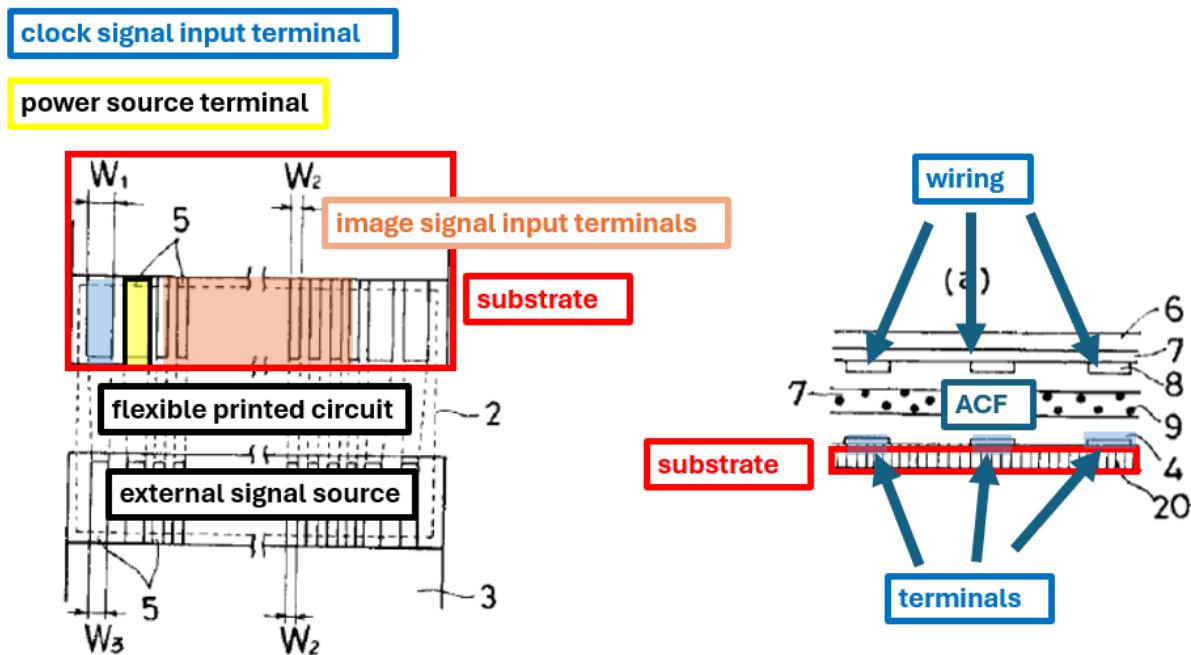 clock signal input terminal
power source terminal
W1
W2
5
image signal input terminals
substrate
flexible printed circuit
2
external signal source
5
3
W3
W2
wiring
(a)
6
7
8
7
ACF
9
substrate
4
20
terminals